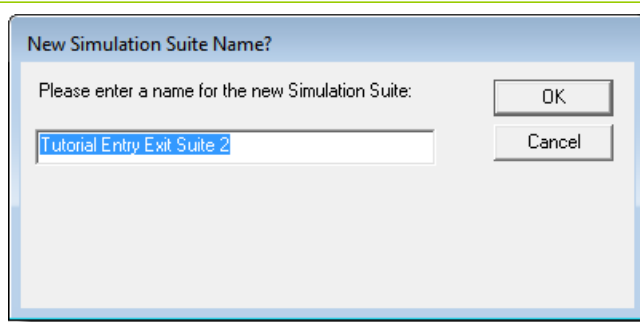 New Simulation Suite Name?
Please enter a name for the new Simulation Suite:
OK
Tutorial Entry Exit Suite 2
Cancel